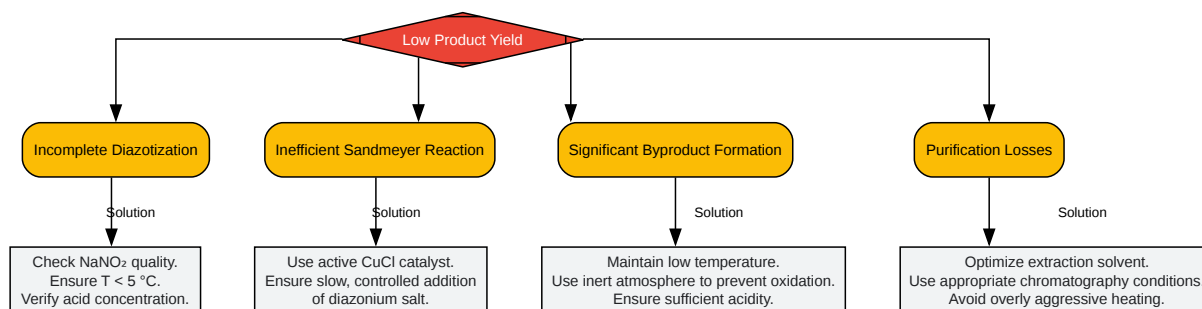 Low Product Yield
Incomplete Diazotization
Inefficient Sandmeyer Reaction
Significant Byproduct Formation
Purification Losses
Solution
Solution
Solution
Solution
Check NaNO₂ quality.
Ensure T < 5 °C.
Verify acid concentration.
Use active CuCl catalyst.
Ensure slow, controlled addition
of diazonium salt.
Maintain low temperature.
Use inert atmosphere to prevent oxidation.
Ensure sufficient acidity.
Optimize extraction solvent.
Use appropriate chromatography conditions
Avoid overly aggressive heating.